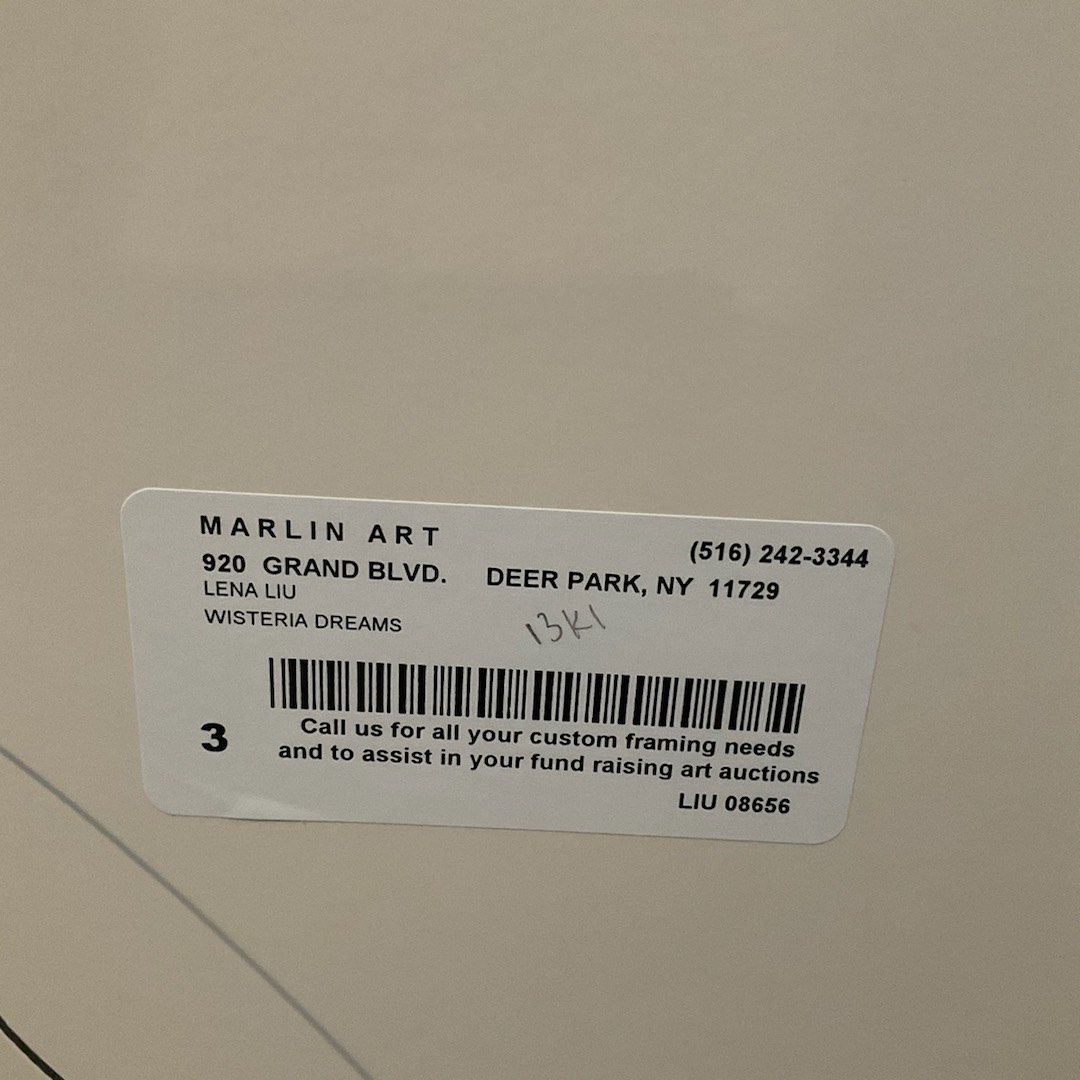 MARLIN ART (516) 242-3344
920 GRAND BLVD. DEER PARK, NY 11729
LENA LIU
WISTERIA DREAMS
13K1
3
Call us for all your custom framing needs
and to assist in your fund raising art auctions
LIU 08656